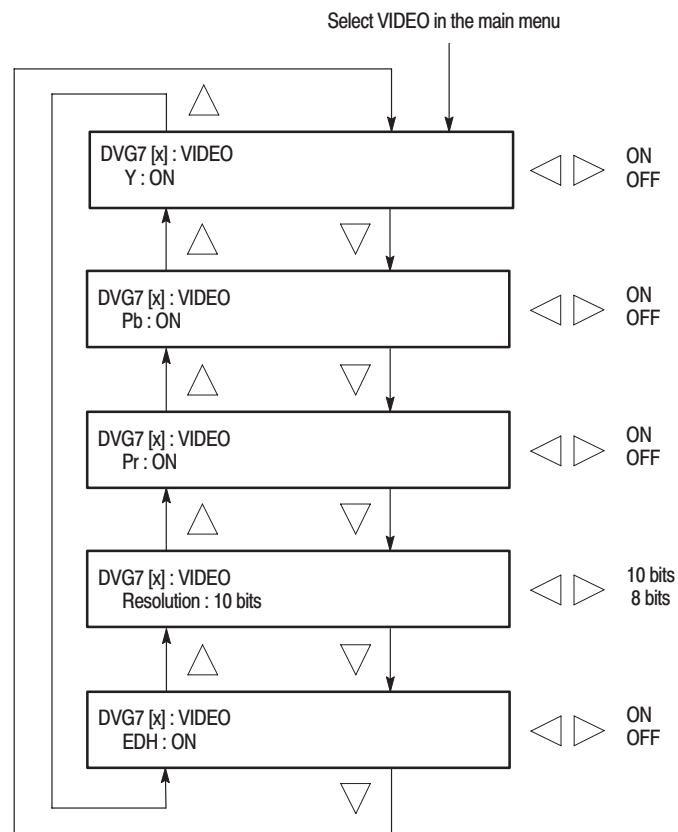 Select VIDEO in the main menu
DVG7 [x] : VIDEO
Y : ON
ON
OFF
DVG7 [x] : VIDEO
Pb : ON
ON
OFF
DVG7 [x] : VIDEO
Pr : ON
ON
OFF
DVG7 [x] : VIDEO
Resolution : 10 bits
10 bits
8 bits
DVG7 [x] : VIDEO
EDH : ON
ON
OFF